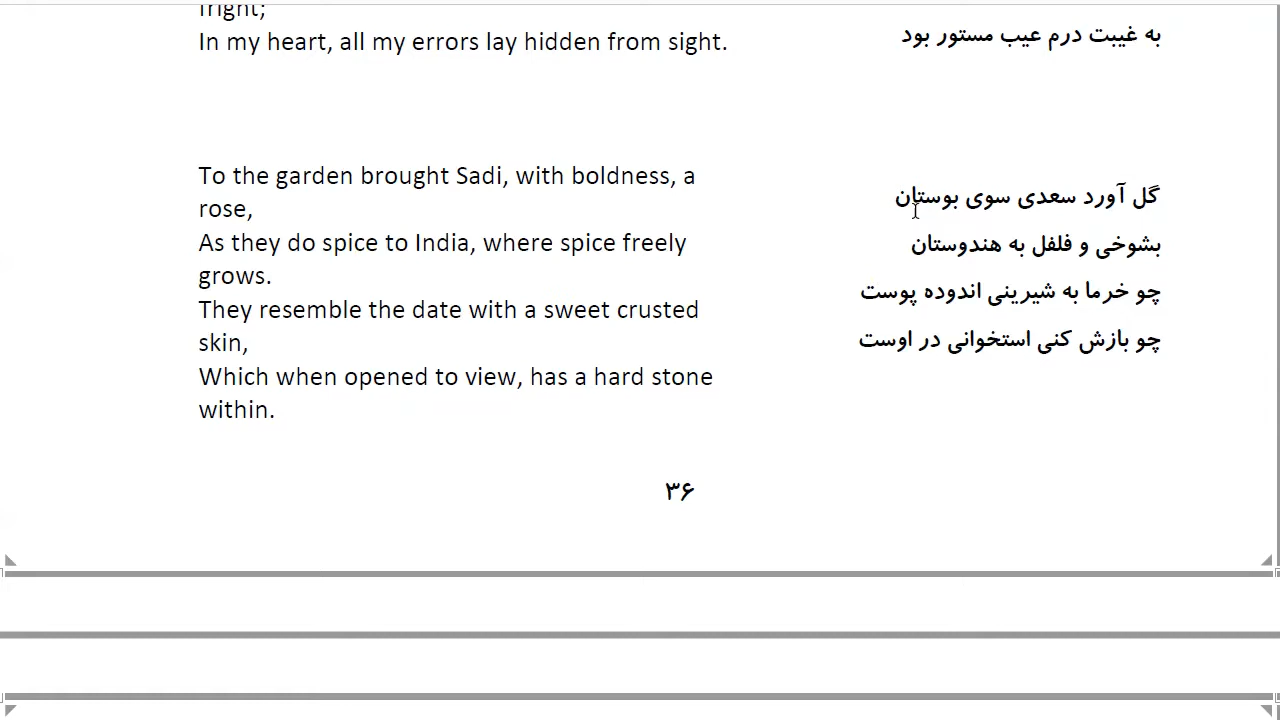 fright;
In my heart, all my errors lay hidden from sight.
به غیبت درم عیب مستور بود
To the garden brought Sadi, with boldness, a
rose,
As they do spice to India, where spice freely
grows.
They resemble the date with a sweet crusted
skin,
Which when opened to view, has a hard stone
within.
گل آورد سعدی سوی بوستان
بشوخی و فلفل به هندوستان
چو خرما به شیرینی اندوده پوست
چو بازش کنی استخوانی در اوست
۳۶